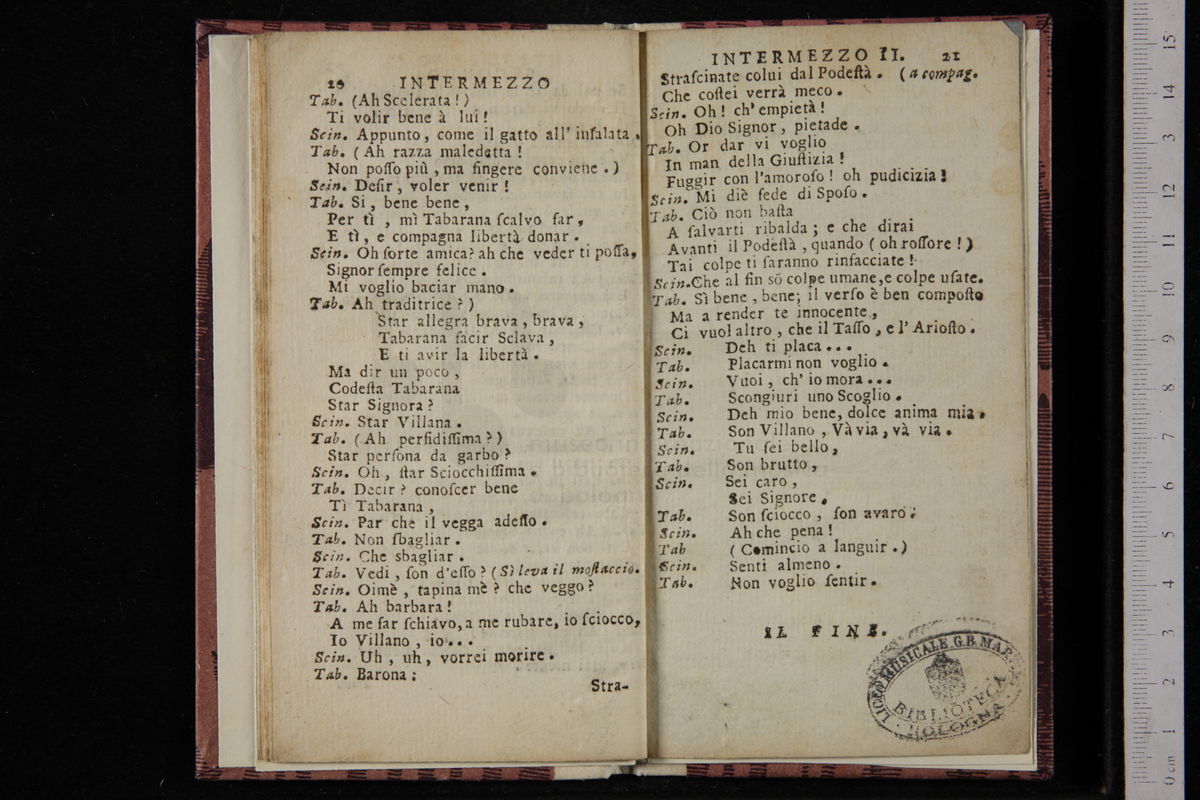 20 INTERMEZZO
Tab. (Ah Scelerata!)
Ti volir bene à lui!
Scin. Appunto, come il gatto all' inſalata.
Tab. (Ah razza maledetta!
Non poſſo più, ma fingere conviene.)
Scin. Deſir, voler venir!
Tab. Si, bene bene,
Per tì, mì Tabarana ſcalvo far,
E tì, e compagna libertà donar.
Scin. Oh ſorte amica? ah che veder ti poſſa,
Signor ſempre felice.
Mi voglio baciar mano.
Tab. Ah traditrice?)
Star allegra brava, brava,
Tabarana facir Sclava,
E ti avir la libertà.
Ma dir un poco,
Codeſta Tabarana
Star Signora?
Scin. Star Villana.
Tab. (Ah perfidiſſima?)
Star perſona da garbo?
Scin. Oh, ſtar Sciocchiſſima.
Tab. Decir? conoſcer bene
Tì Tabarana,
Scin. Par che il vegga adeſſo.
Tab. Non ſbagliar.
Scin. Che sbagliar.
Tab. Vedi, ſon d'eſſo? (Sì leva il moſtaccio.
Scin. Oimè, tapina mè? che veggo?
Tab. Ah barbara!
A me far ſchiavo, a me rubare, io ſciocco,
Io Villano, io...
Scin. Uh, uh, vorrei morire.
Tab. Barona:
Stra-
INTERMEZZO II. 21
Straſcinate colui dal Podeſtà. (a compag.
Che coſtei verrà meco.
Scin. Oh! ch' empietà!
Oh Dio Signor, pietade.
Tab. Or dar vi voglio
In man della Giuſtizia!
Fuggir con l'amoroſo! oh pudicizia!
Scin. Mi diè fede di Spoſo.
Tab. Ciò non baſta
A ſalvarti ribalda; e che dirai
Avanti il Podeſtà, quando (oh roſſore!)
Tai colpe ti ſaranno rinfacciate!
Scin. Che al fin sō colpe umane, e colpe uſate.
Tab. Sì bene, bene; il verſo è ben compoſto
Ma a render te innocente,
Ci vuol altro, che il Taſſo, e l' Arioſto.
Scin. Deh ti placa...
Tab. Placarmi non voglio.
Scin. Vuoi, ch' io mora...
Tab. Scongiuri uno Scoglio.
Scin. Deh mio bene, dolce anima mia.
Tab. Son Villano, Và via, và via.
Scin. Tu ſei bello,
Tab. Son brutto,
Scin. Sei caro,
Sei Signore.
Tab. Son ſciocco, ſon avaro:
Scin. Ah che pena!
Tab (Comincio a languir.)
Scin. Senti almeno.
Tab. Non voglio ſentir.
IL FINE.
LICEO MUSICALE G.B. MAR
BIBLIOTECA
BOLOGNA